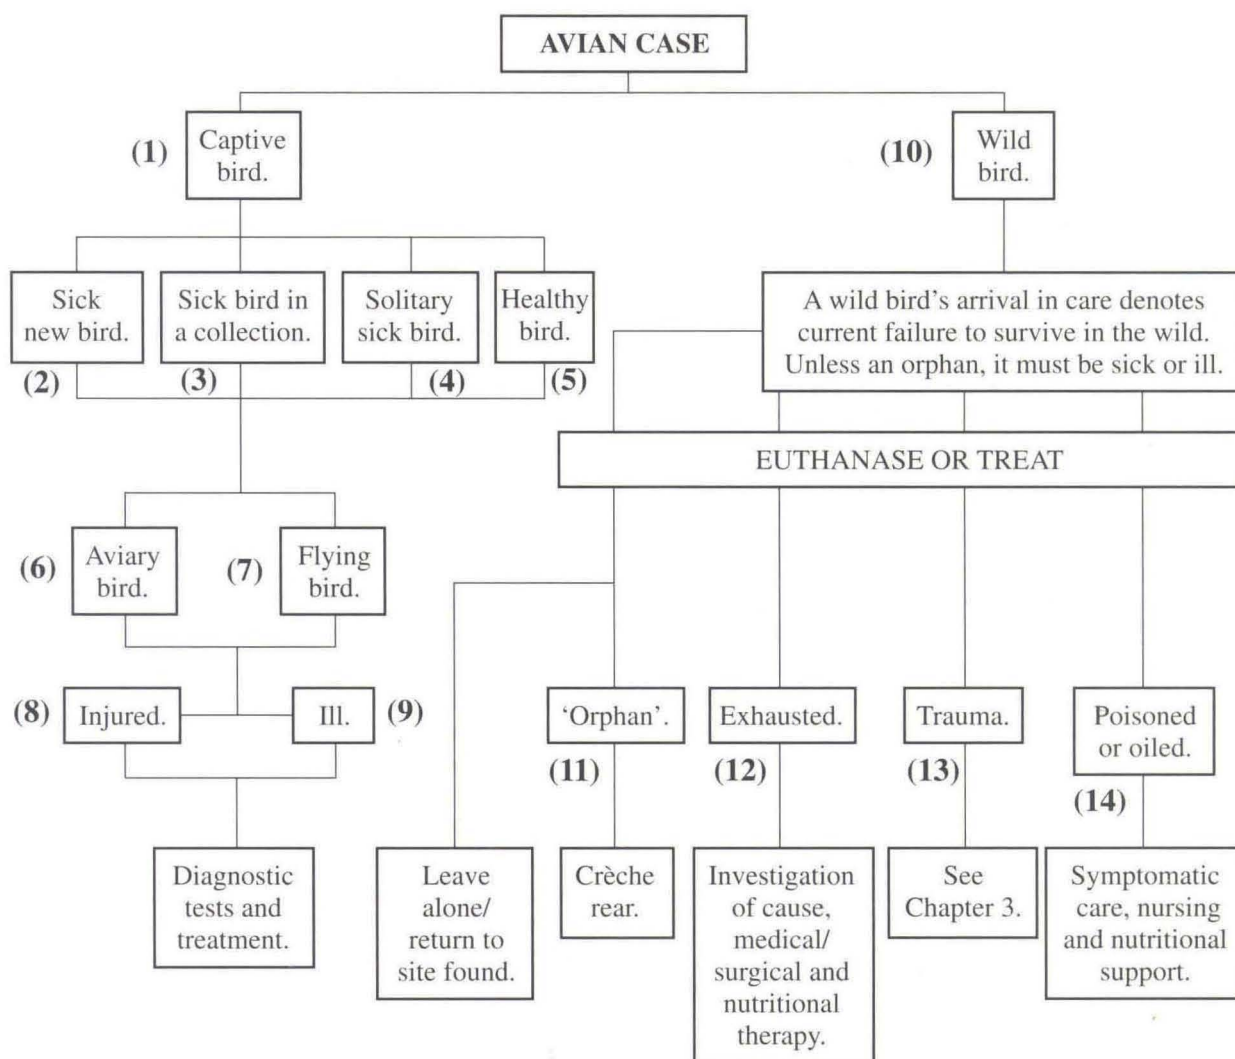 AVIAN CASE
(1)
Captive
bird.
(10)
Wild
bird.
Sick
new bird.
(2)
Sick bird in
a collection.
(3)
Solitary
sick bird.
(4)
Healthy
bird.
(5)
A wild bird's arrival in care denotes
current failure to survive in the wild.
Unless an orphan, it must be sick or ill.
EUTHANASE OR TREAT
(6)
Aviary
bird.
(7)
Flying
bird.
(8)
Injured.
Ill.
(9)
'Orphan'.
(11)
Exhausted.
(12)
Trauma.
(13)
Poisoned
or oiled.
(14)
Diagnostic
tests and
treatment.
Leave
alone/
return to
site found.
Crèche
rear.
Investigation
of cause,
medical/
surgical and
nutritional
therapy.
See
Chapter 3.
Symptomatic
care, nursing
and nutritional
support.